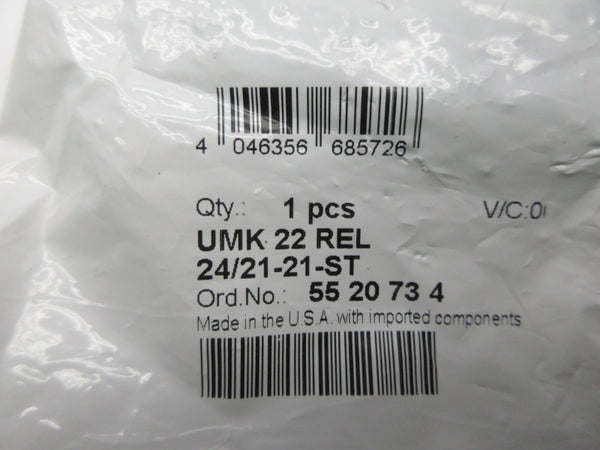 4 046356 685726
Qty.: 1 pcs V/C:0
UMK 22 REL
24/21-21-ST
Ord.No.: 55 20 73 4
Made in the U.S.A. with imported components